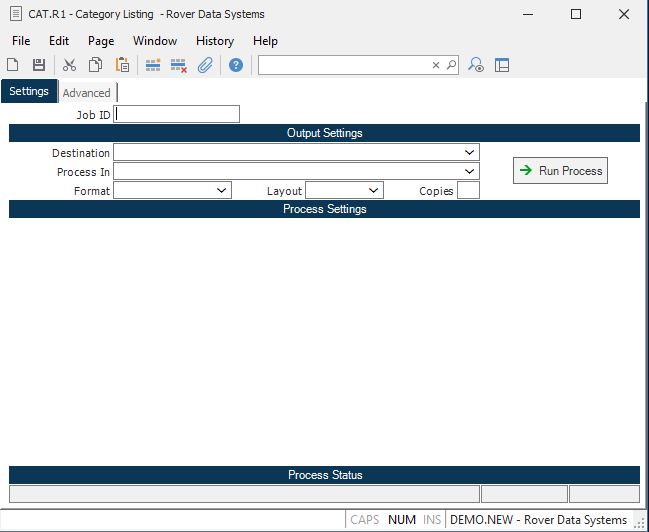 CAT.R1 - Category Listing - Rover Data Systems
File Edit Page Window History Help
Settings Advanced
Job ID
Output Settings
Destination
Process In
Run Process
Format Layout Copies
Process Settings
Process Status
CAPS NUM INS DEMO.NEW - Rover Data Systems